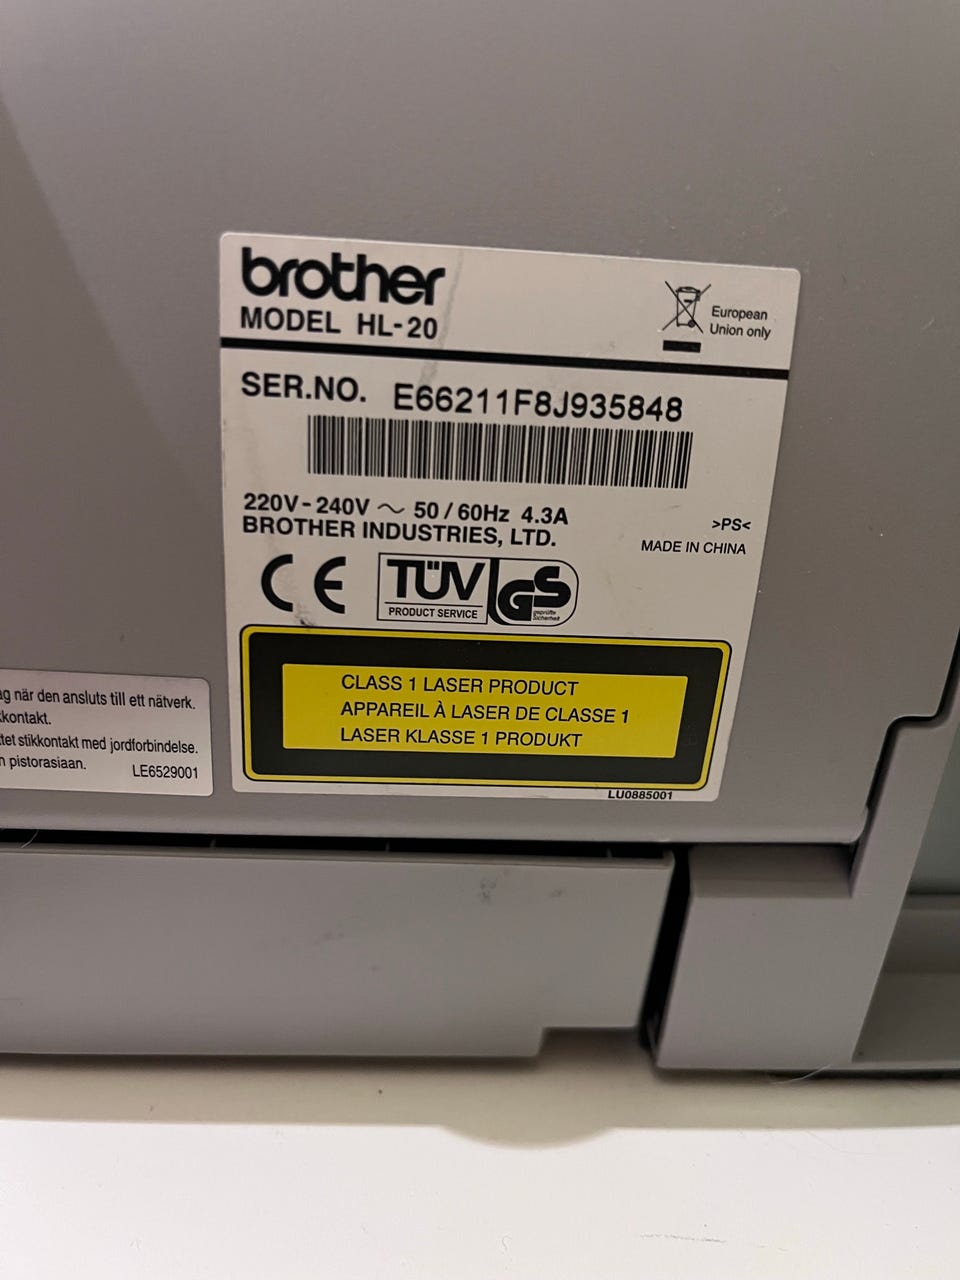 brother
MODEL HL-20
European
Union only
SER.NO. E66211F8J935848
220V-240V ~ 50/60Hz 4.3A
BROTHER INDUSTRIES, LTD.
>PS<
MADE IN CHINA
CE
TÜV
PRODUCT SERVICE
GS
geprüfte
Sicherheit
CLASS 1 LASER PRODUCT
APPAREIL À LASER DE CLASSE 1
LASER KLASSE 1 PRODUKT
LU0885001
när den ansluts till ett nätverk.
kontakt.
stikkontakt med jordforbindelse.
pistorasiaan.
LE6529001